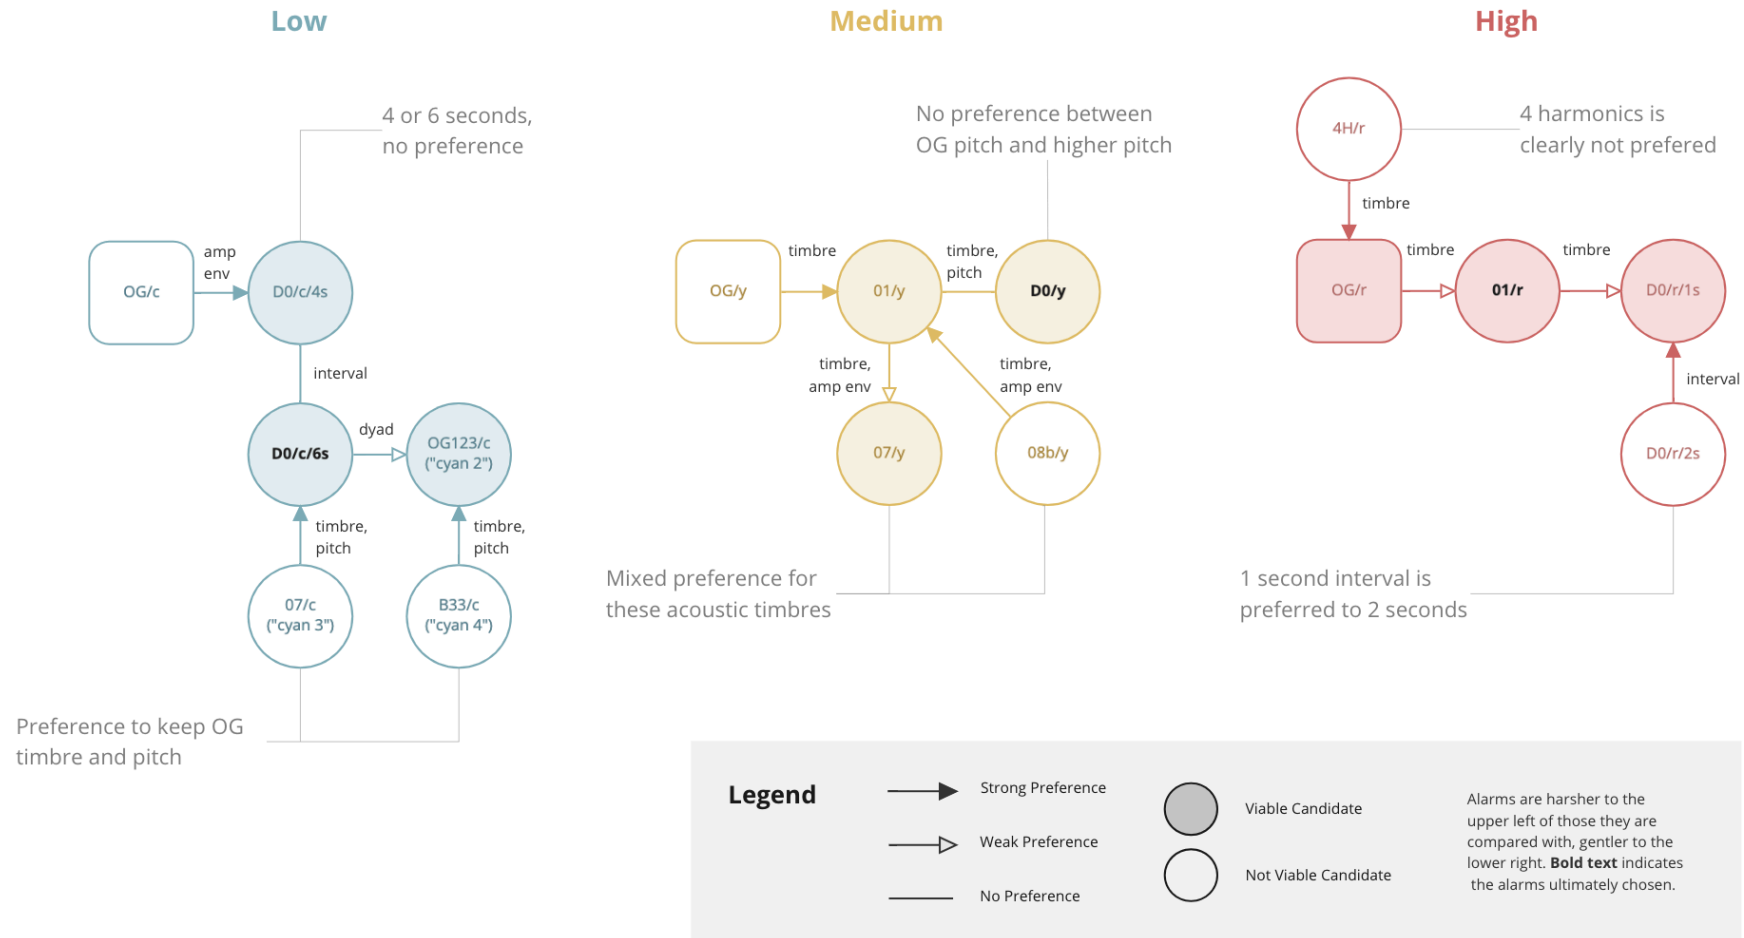 Low
Medium
High
4 or 6 seconds,
no preference
OG/c
amp
env
D0/c/4s
interval
D0/c/6s
dyad
OG123/c
("cyan 2")
timbre,
pitch
timbre,
pitch
07/c
("cyan 3")
B33/c
("cyan 4")
Preference to keep OG
timbre and pitch
No preference between
OG pitch and higher pitch
OG/y
timbre
01/y
timbre,
pitch
D0/y
timbre,
amp env
timbre,
amp env
07/y
08b/y
Mixed preference for
these acoustic timbres
4H/r
4 harmonics is
clearly not prefered
timbre
OG/r
timbre
01/r
timbre
D0/r/1s
interval
D0/r/2s
1 second interval is
preferred to 2 seconds
Legend
Strong Preference
Weak Preference
No Preference
Viable Candidate
Not Viable Candidate
Alarms are harsher to the
upper left of those they are
compared with, gentler to the
lower right. Bold text indicates
the alarms ultimately chosen.